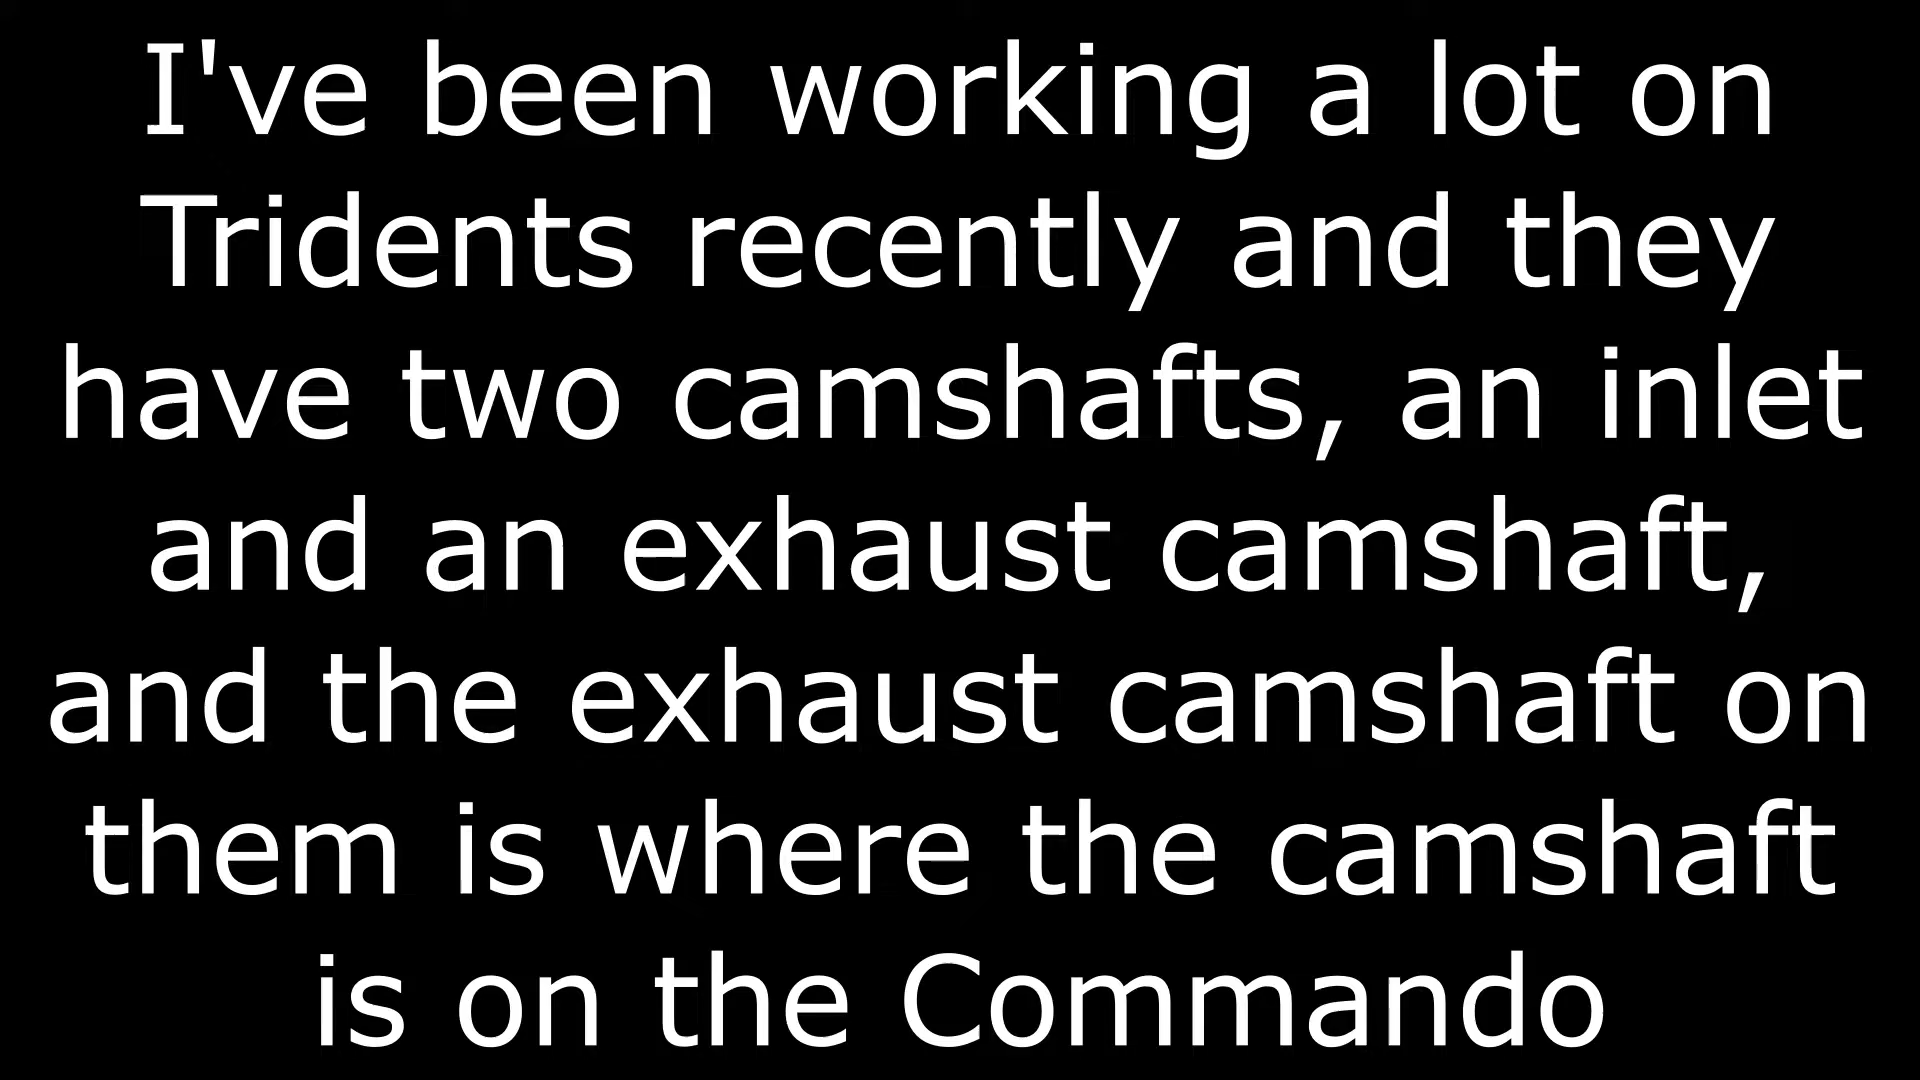 I've been working a lot on
Tridents recently and they
have two camshafts, an inlet
and an exhaust camshaft,
and the exhaust camshaft on
them is where the camshaft
is on the Commando